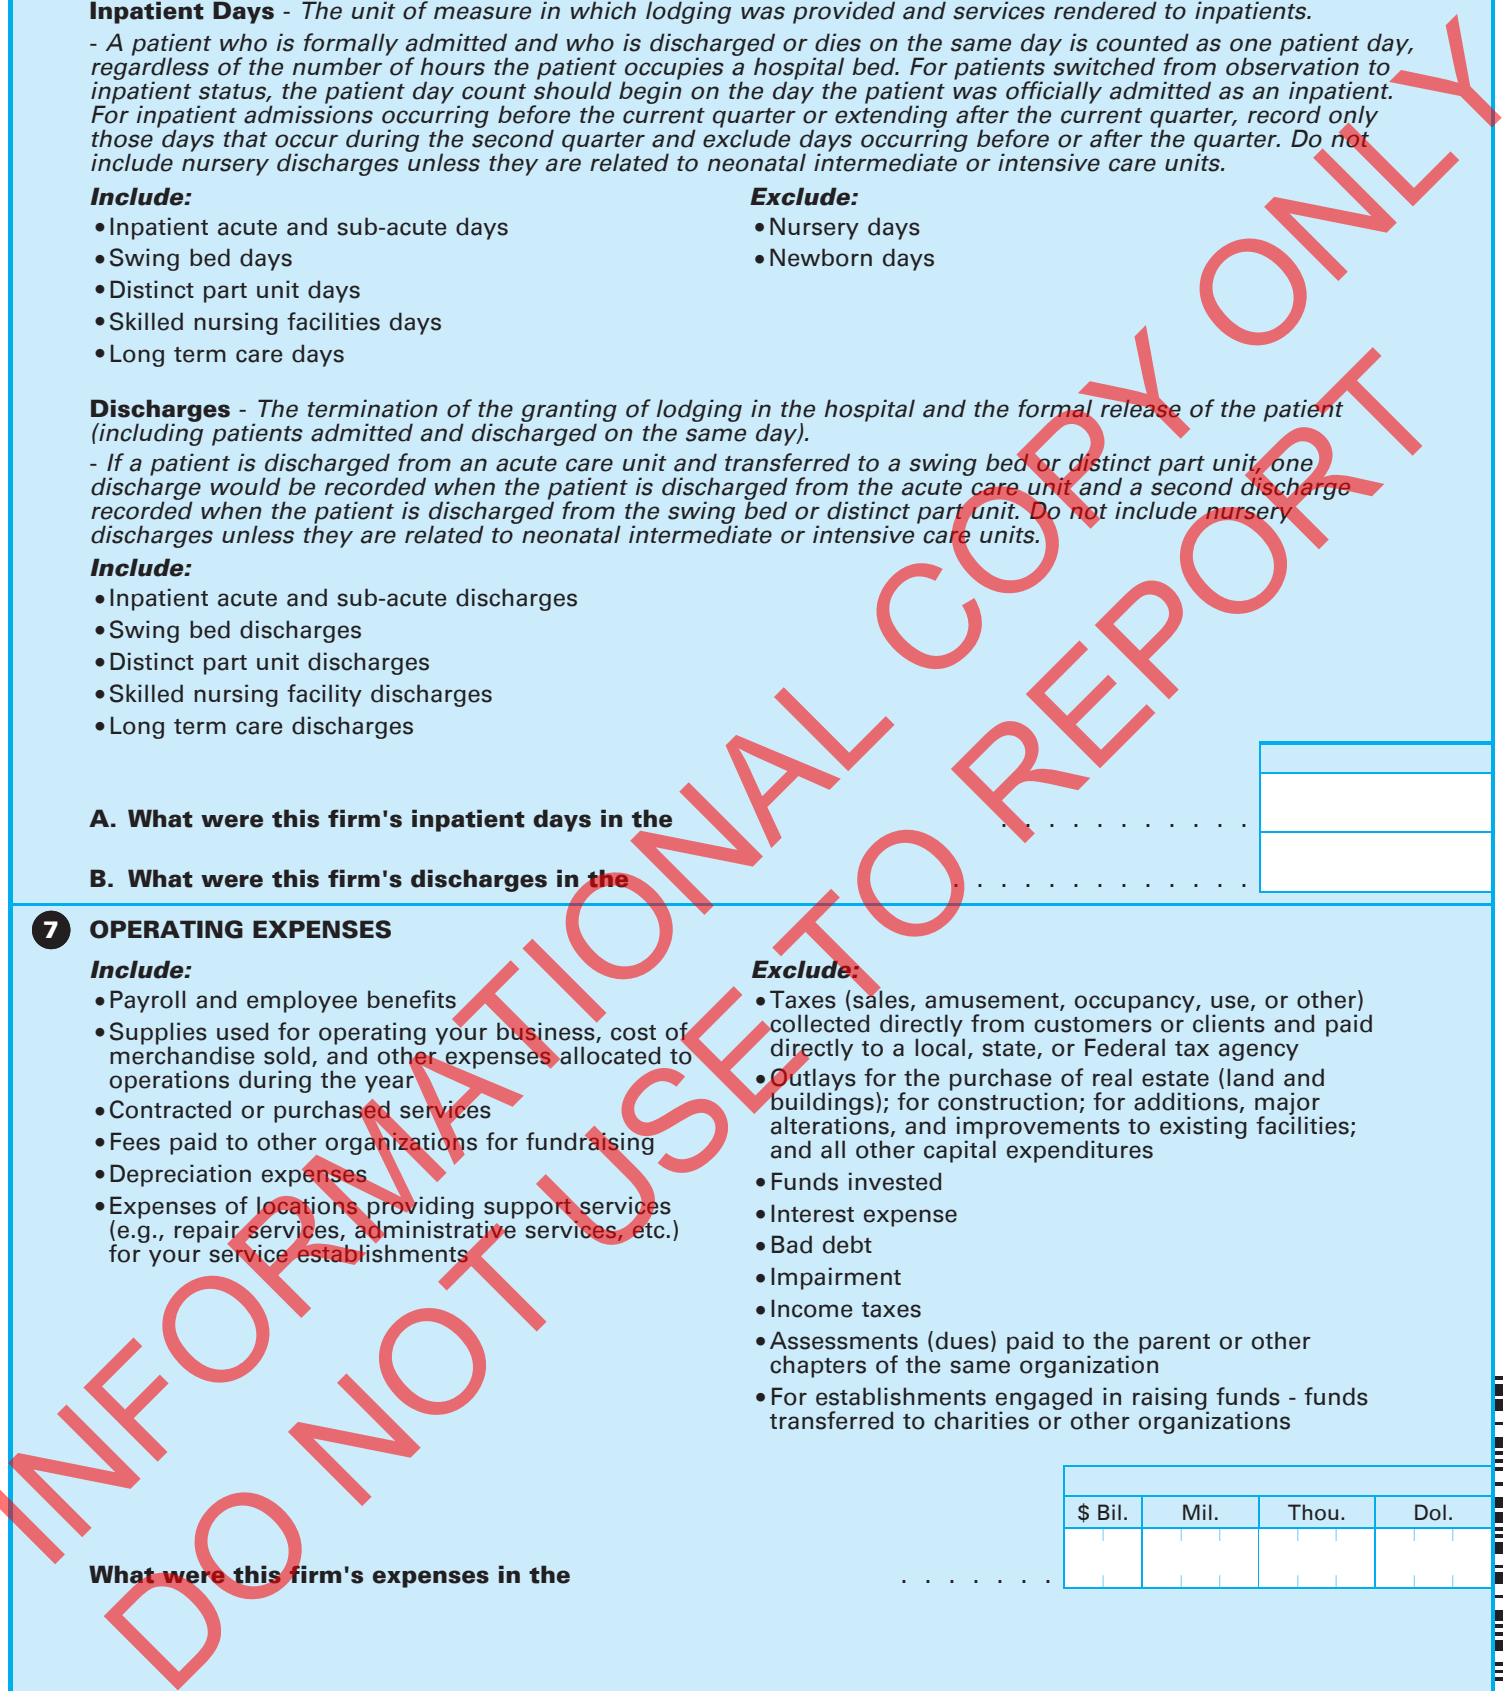 Inpatient Days - The unit of measure in which lodging was provided and services rendered to inpatients.
- A patient who is formally admitted and who is discharged or dies on the same day is counted as one patient day,
regardless of the number of hours the patient occupies a hospital bed. For patients switched from observation to
inpatient status, the patient day count should begin on the day the patient was officially admitted as an inpatient.
For inpatient admissions occurring before the current quarter or extending after the current quarter, record only
those days that occur during the second quarter and exclude days occurring before or after the quarter. Do not
include nursery discharges unless they are related to neonatal intermediate or intensive care units.
Include:
•Inpatient acute and sub-acute days
•Swing bed days
•Distinct part unit days
•Skilled nursing facilities days
•Long term care days
Exclude:
•Nursery days
•Newborn days
Discharges - The termination of the granting of lodging in the hospital and the formal release of the patient
(including patients admitted and discharged on the same day).
- If a patient is discharged from an acute care unit and transferred to a swing bed or distinct part unit, one
discharge would be recorded when the patient is discharged from the acute care unit and a second discharge
recorded when the patient is discharged from the swing bed or distinct part unit. Do not include nursery
discharges unless they are related to neonatal intermediate or intensive care units.
Include:
•Inpatient acute and sub-acute discharges
•Swing bed discharges
•Distinct part unit discharges
•Skilled nursing facility discharges
•Long term care discharges
A. What were this firm's inpatient days in the . . . . . . . . . . .
B. What were this firm's discharges in the . . . . . . . . . . . . .
7 OPERATING EXPENSES
Include:
•Payroll and employee benefits
•Supplies used for operating your business, cost of
merchandise sold, and other expenses allocated to
operations during the year
•Contracted or purchased services
•Fees paid to other organizations for fundraising
•Depreciation expenses
•Expenses of locations providing support services
(e.g., repair services, administrative services, etc.)
for your service establishments
Exclude:
•Taxes (sales, amusement, occupancy, use, or other)
collected directly from customers or clients and paid
directly to a local, state, or Federal tax agency
•Outlays for the purchase of real estate (land and
buildings); for construction; for additions, major
alterations, and improvements to existing facilities;
and all other capital expenditures
•Funds invested
•Interest expense
•Bad debt
•Impairment
•Income taxes
•Assessments (dues) paid to the parent or other
chapters of the same organization
•For establishments engaged in raising funds - funds
transferred to charities or other organizations
$ Bil. Mil. Thou. Dol.
What were this firm's expenses in the . . . . . . .
INFORMATIONAL COPY ONLY
DO NOT USE TO REPORT